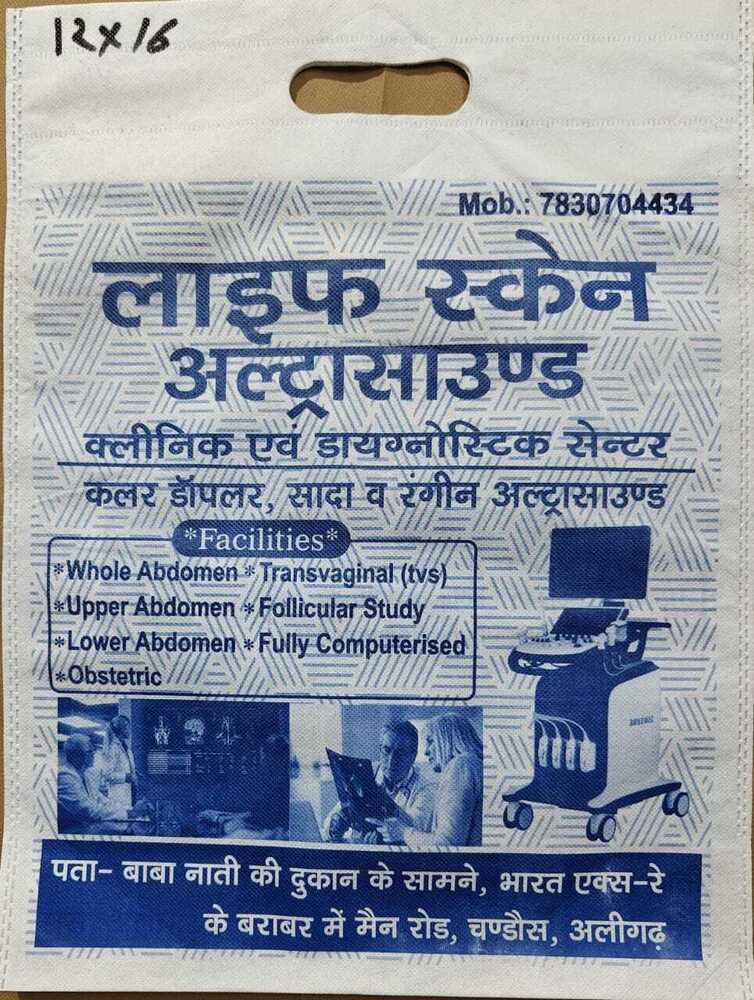 12x16
Mob.: 7830704434
लाइफ स्केन
अल्ट्रासाउण्ड
क्लीनिक एवं डायग्नोस्टिक सेन्टर
कलर डॉपलर, सादा व रंगीन अल्ट्रासाउण्ड
*Facilities*
*Whole Abdomen *Transvaginal (tvs)
*Upper Abdomen *Follicular Study
*Lower Abdomen *Fully Computerised
*Obstetric
पता- बाबा नाती की दुकान के सामने, भारत एक्स-रे
के बराबर में मैन रोड, चण्डौस, अलीगढ़